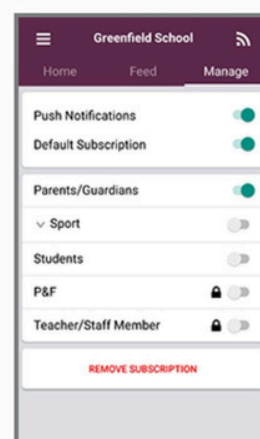 Greenfield School
Home Feed Manage
Push Notifications
Default Subscription
Parents/Guardians
Sport
Students
P&F
Teacher/Staff Member
REMOVE SUBSCRIPTION